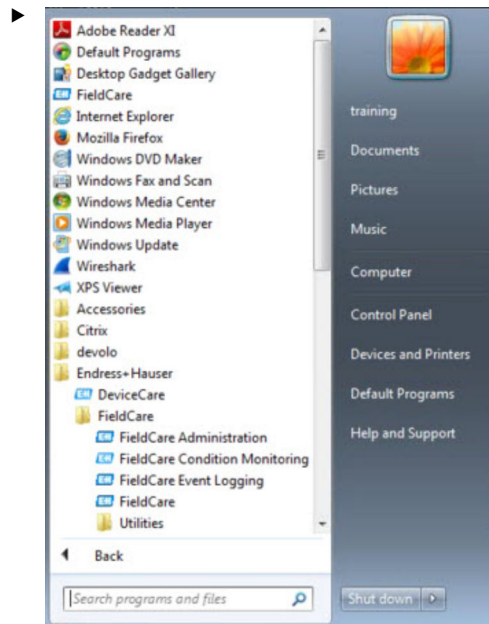 Adobe Reader XI
Default Programs
Desktop Gadget Gallery
FieldCare
Internet Explorer
Mozilla Firefox
Windows DVD Maker
Windows Fax and Scan
Windows Media Center
Windows Media Player
Windows Update
Wireshark
XPS Viewer
Accessories
Citrix
devolo
Endress+Hauser
DeviceCare
FieldCare
FieldCare Administration
FieldCare Condition Monitoring
FieldCare Event Logging
FieldCare
Utilities
Back
Search programs and files
training
Documents
Pictures
Music
Computer
Control Panel
Devices and Printers
Default Programs
Help and Support
Shut down